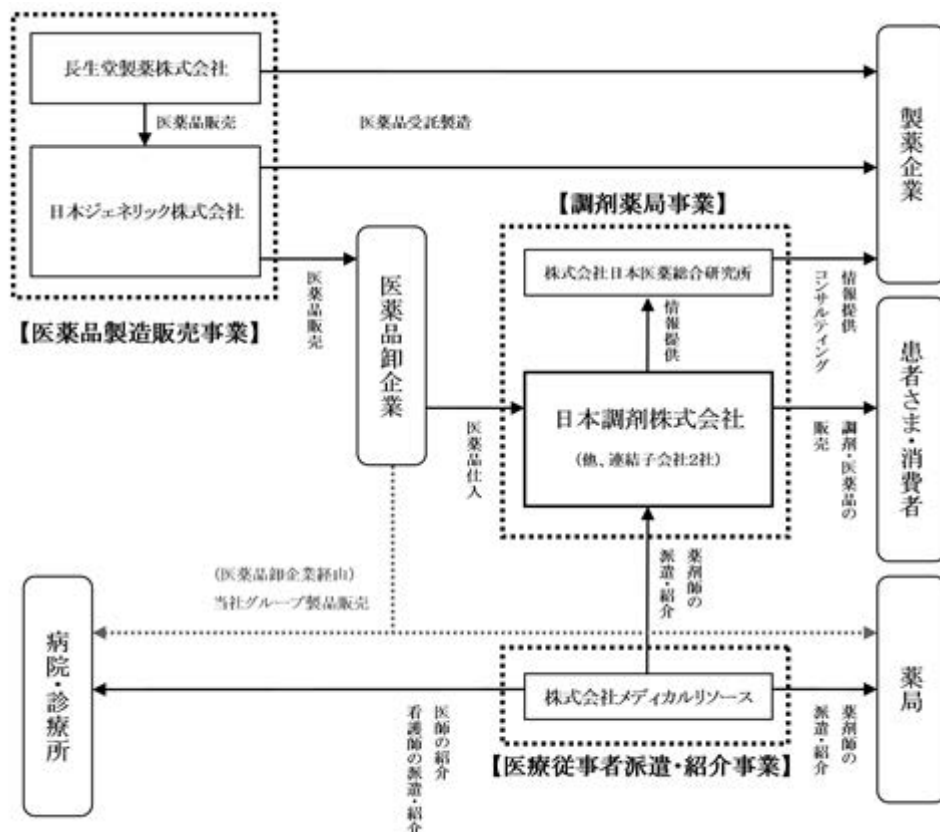 長生堂製薬株式会社
医薬品販売
医薬品受託製造
日本ジェネリック株式会社
【医薬品製造販売事業】
医薬品販売
医薬品卸企業
医薬品仕入
【調剤薬局事業】
株式会社日本医薬総合研究所
情報提供
日本調剤株式会社
(他、連結子会社2社)
製薬企業
情報提供
コンサルティング
患者さま・消費者
調剤・医薬品の
販売
(医薬品卸企業経由)
当社グループ製品販売
薬剤師の
派遣・紹介
病院・診療所
株式会社メディカルリソース
【医療従事者派遣・紹介事業】
医師の紹介
看護師の派遣・紹介
薬剤師の
派遣・紹介
薬局